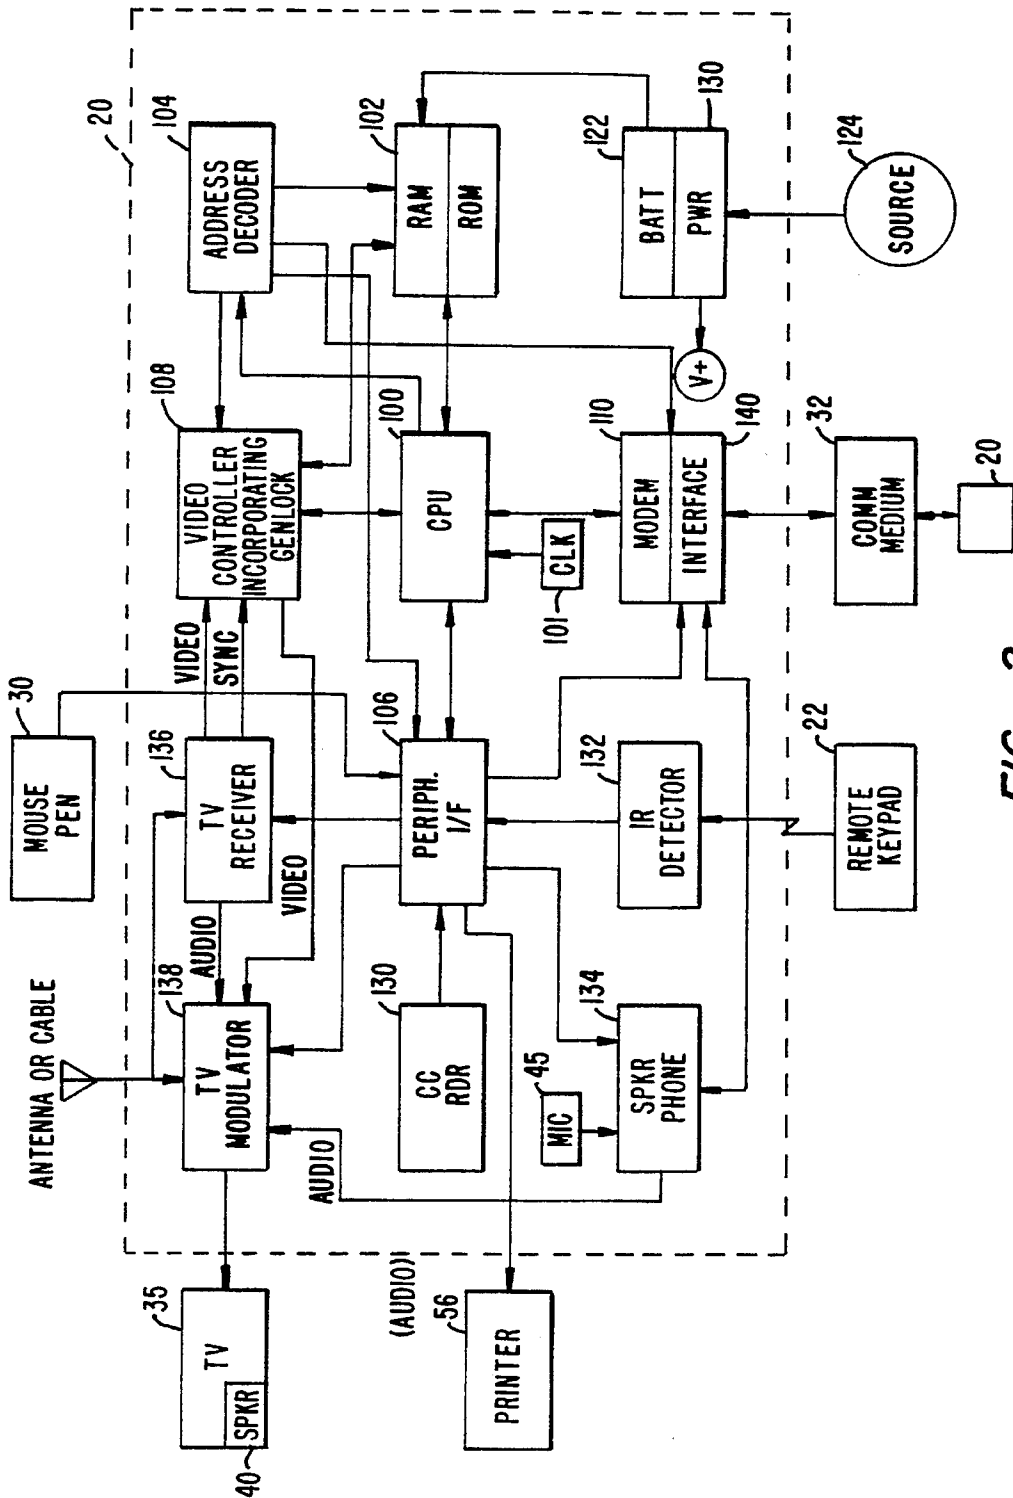 ANTENNA OR CABLE
MOUSE
PEN
30
20
35
TV
SPKR
40
138
TV
MODULATOR
AUDIO
136
TV
RECEIVER
VIDEO
SYNC
VIDEO
108
VIDEO
CONTROLLER
INCORPORATING
GENLOCK
104
ADDRESS
DECODER
AUDIO
(AUDIO)
130
CC
RDR
106
PERIPH.
I/F
100
CPU
102
RAM
ROM
56
PRINTER
45
MIC
134
SPKR
PHONE
132
IR
DETECTOR
101
CLK
110
MODEM
INTERFACE
140
V+
122
BATT
PWR
130
22
REMOTE
KEYPAD
32
COMM
MEDIUM
20
124
SOURCE